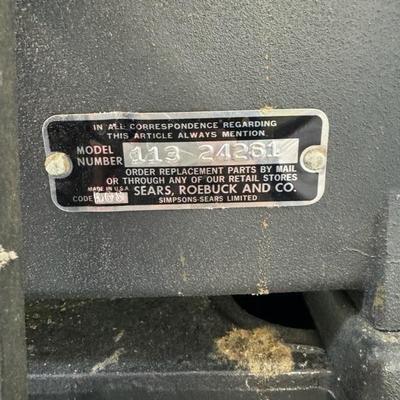 IN ALL CORRESPONDENCE REGARDING
THIS ARTICLE ALWAYS MENTION.
MODEL
NUMBER 113 24281
ORDER REPLACEMENT PARTS BY MAIL
OR THROUGH ANY OF OUR RETAIL STORES
MADE IN U.S.A. SEARS, ROEBUCK AND CO.
CODE SIMPSONS-SEARS LIMITED